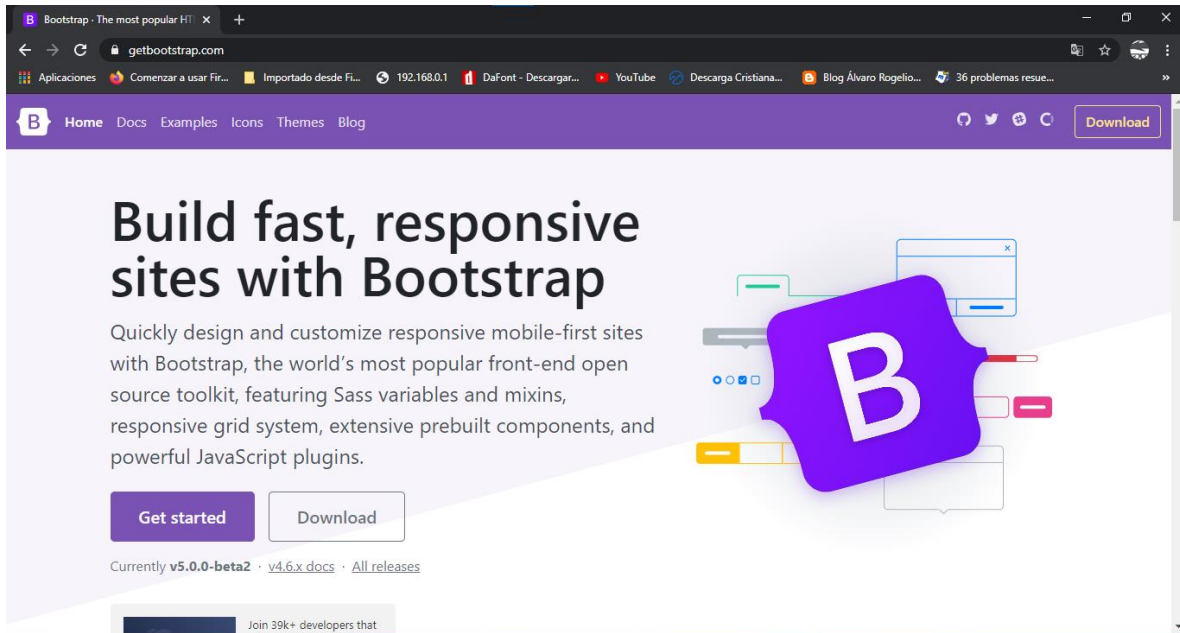 B Bootstrap · The most popular HT
getbootstrap.com
Aplicaciones Comenzar a usar Fir... Importado desde Fi... 192.168.0.1 DaFont - Descargar... YouTube Descarga Cristiana... Blog Álvaro Rogelio... 36 problemas resue... »
B Home Docs Examples Icons Themes Blog Download
Build fast, responsive
sites with Bootstrap
Quickly design and customize responsive mobile-first sites
with Bootstrap, the world's most popular front-end open
source toolkit, featuring Sass variables and mixins,
responsive grid system, extensive prebuilt components, and
powerful JavaScript plugins.
B
Get started Download
Currently v5.0.0-beta2 · v4.6.x docs · All releases
Join 39k+ developers that